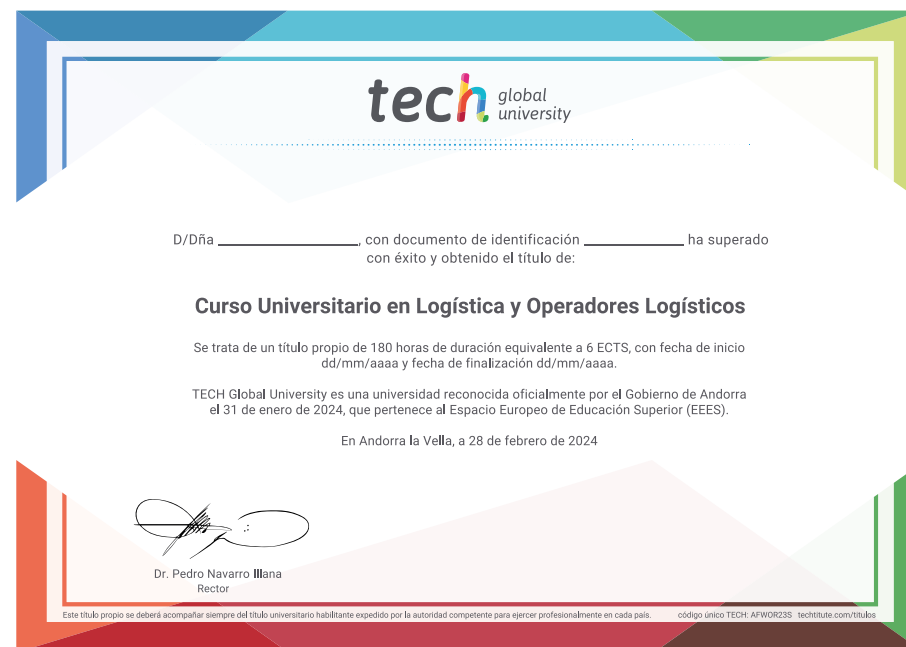 tech global university
D/Dña ____________________, con documento de identificación ______________ ha superado
con éxito y obtenido el título de:
Curso Universitario en Logística y Operadores Logísticos
Se trata de un título propio de 180 horas de duración equivalente a 6 ECTS, con fecha de inicio
dd/mm/aaaa y fecha de finalización dd/mm/aaaa.
TECH Global University es una universidad reconocida oficialmente por el Gobierno de Andorra
el 31 de enero de 2024, que pertenece al Espacio Europeo de Educación Superior (EEES).
En Andorra la Vella, a 28 de febrero de 2024
Dr. Pedro Navarro Illana
Rector
Este título propio se deberá acompañar siempre del título universitario habilitante expedido por la autoridad competente para ejercer profesionalmente en cada país. código único TECH: AFWOR23S techtitute.com/titulos